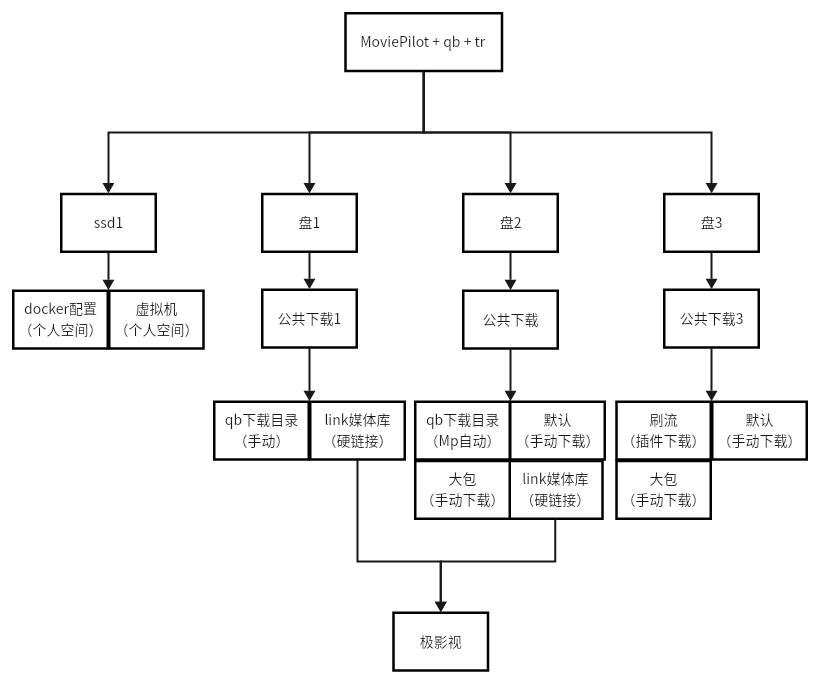 MoviePilot + qb + tr
ssd1
盘1
盘2
盘3
docker配置
（个人空间）
虚拟机
（个人空间）
公共下载1
公共下载
公共下载3
qb下载目录
（手动）
link媒体库
（硬链接）
qb下载目录
（Mp自动）
默认
（手动下载）
刷流
（插件下载）
默认
（手动下载）
大包
（手动下载）
link媒体库
（硬链接）
大包
（手动下载）
极影视